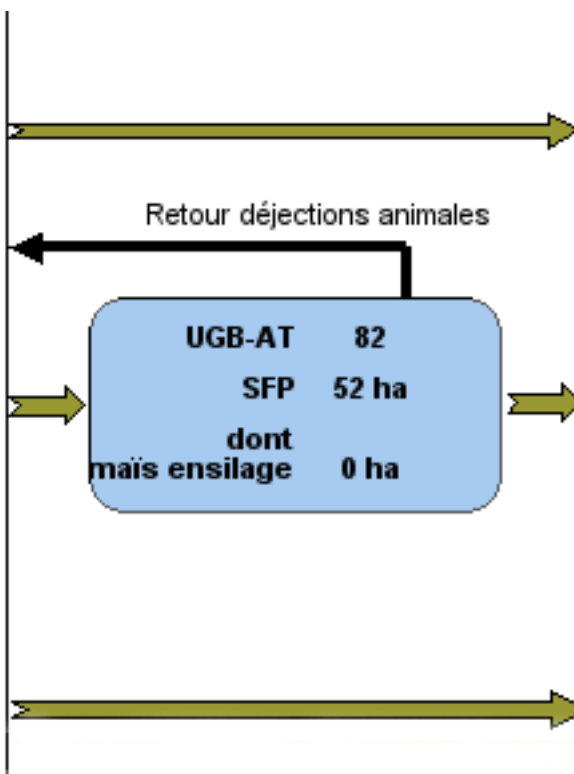 Retour déjections animales
UGB-AT 82
SFP 52 ha
dont
maïs ensilage 0 ha